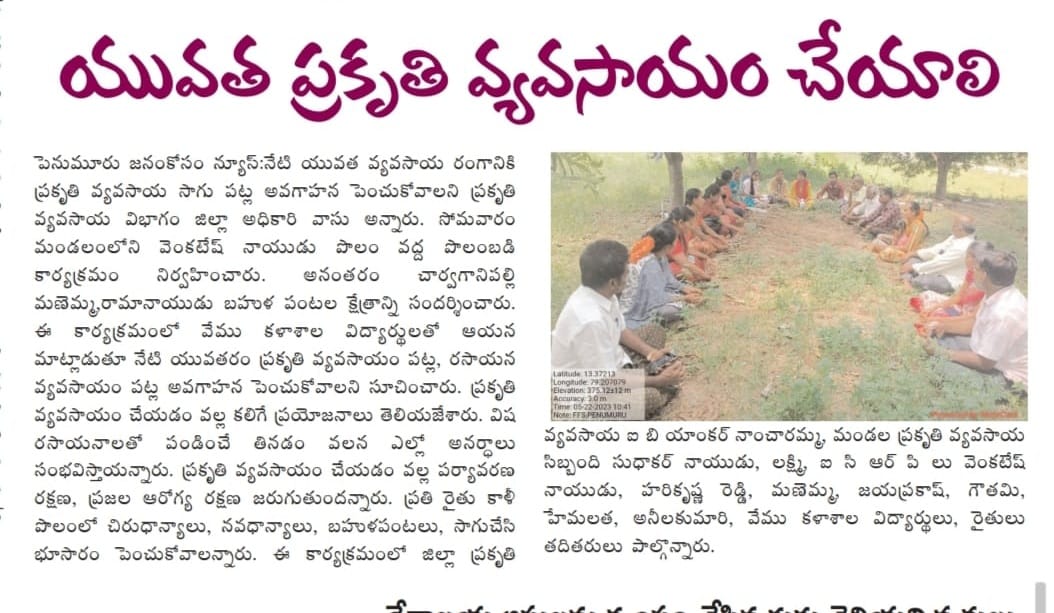 యువత ప్రకృతి వ్యవసాయం చేయాలి
పెనుమూరు జనంకోసం న్యూస్:నేటి యువత వ్యవసాయ రంగానికి
ప్రకృతి వ్యవసాయ సాగు పట్ల అవగాహన పెంచుకోవాలని ప్రకృతి
వ్యవసాయ విభాగం జిల్లా అధికారి వాసు అన్నారు. సోమవారం
మండలంలోని వెంకటేష్ నాయుడు పొలం వద్ద పొలంబడి
కార్యక్రమం నిర్వహించారు. అనంతరం చార్వగానిపల్లి
మణెమ్మ,రామానాయుడు బహుళ పంటల క్షేత్రాన్ని సందర్శించారు.
ఈ కార్యక్రమంలో వేము కళాశాల విద్యార్థులతో ఆయన
మాట్లాడుతూ నేటి యువతరం ప్రకృతి వ్యవసాయం పట్ల, రసాయన
వ్యవసాయం పట్ల అవగాహన పెంచుకోవాలని సూచించారు. ప్రకృతి
వ్యవసాయం చేయడం వల్ల కలిగే ప్రయోజనాలు తెలియజేశారు. విష
రసాయనాలతో పండించే తినడం వలన ఎల్లో అనర్ధాలు
సంభవిస్తాయన్నారు. ప్రకృతి వ్యవసాయం చేయడం వల్ల పర్యావరణ
రక్షణ, ప్రజల ఆరోగ్య రక్షణ జరుగుతుందన్నారు. ప్రతి రైతు కాళీ
పొలంలో చిరుధాన్యాలు, నవధాన్యాలు, బహుళపంటలు, సాగుచేసి
భూసారం పెంచుకోవాలన్నారు. ఈ కార్యక్రమంలో జిల్లా ప్రకృతి
Latitude: 13.37213
Longitude: 79.207079
Elevation: 375.12±12 m
Accuracy: 3.0 m
Time: 05-22-2023 10:41
Note: FFS PENUMURU
వ్యవసాయ ఐ బి యాంకర్ నాంచారమ్మ, మండల ప్రకృతి వ్యవసాయ
సిబ్బంది సుధాకర్ నాయుడు, లక్ష్మి, ఐ సి ఆర్ పి లు వెంకటేష్
నాయుడు, హరికృష్ణ రెడ్డి, మణెమ్మ, జయప్రకాష్, గౌతమి,
హేమలత, అనీలకుమారి, వేము కళాశాల విద్యార్థులు, రైతులు
తదితరులు పాల్గొన్నారు.